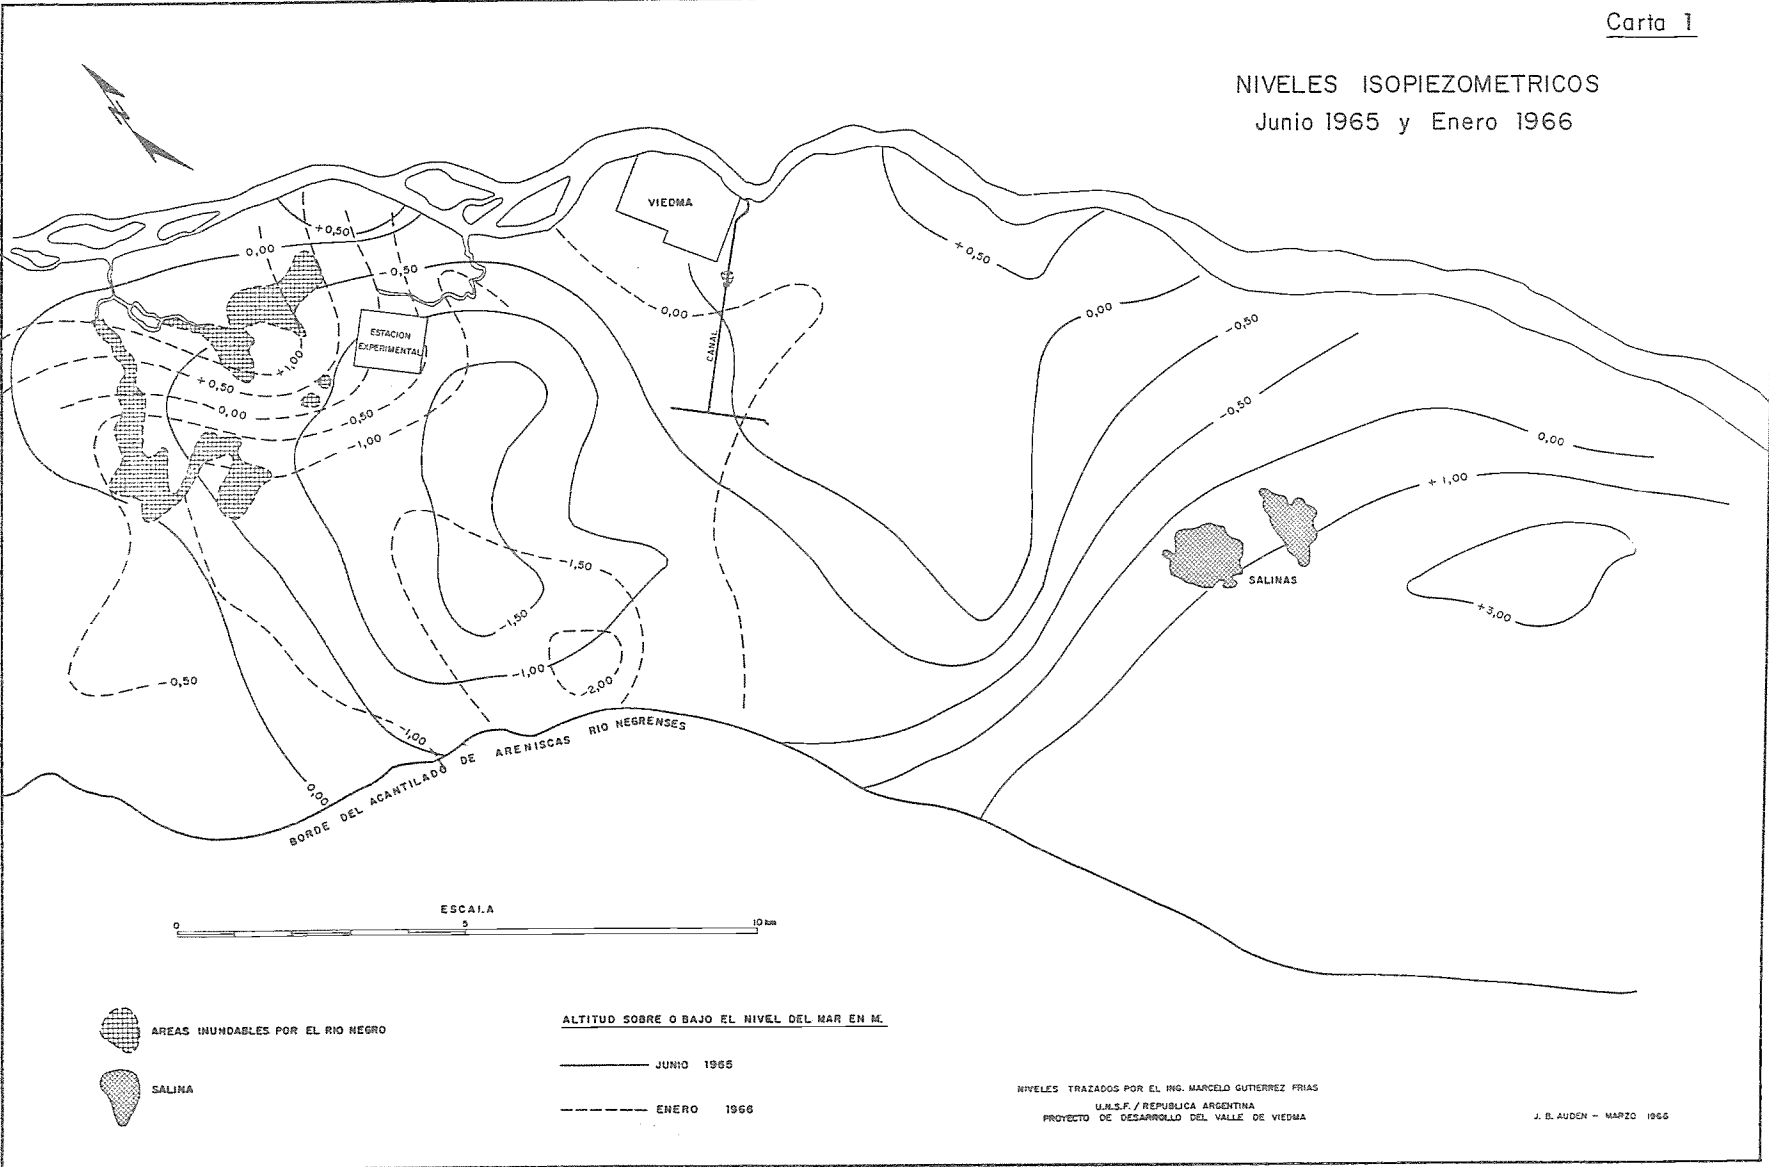 Carta 1
NIVELES ISOPIEZOMETRICOS
Junio 1965 y Enero 1966
N
VIEDMA
+0,50
0,00
+0,50
-0,50
0,00
0,00
-0,50
CANAL
ESTACION
EXPERIMENTAL
+1,00
+0,50
0,00
-0,50
-1,00
-0,50
0,00
+1,00
SALINAS
+3,00
-1,50
-1,50
-1,00
-2,00
-0,50
-1,00
0,00
BORDE DEL ACANTILADO DE ARENISCAS RIO NEGRENSES
ESCALA
0 5 10 km
AREAS INUNDABLES POR EL RIO NEGRO
SALINA
ALTITUD SOBRE O BAJO EL NIVEL DEL MAR EN M.
JUNIO 1965
ENERO 1966
NIVELES TRAZADOS POR EL ING. MARCELO GUTIERREZ FRIAS
U.N.S.F. / REPUBLICA ARGENTINA
PROYECTO DE DESARROLLO DEL VALLE DE VIEDMA
J. B. AUDEN - MARZO 1966